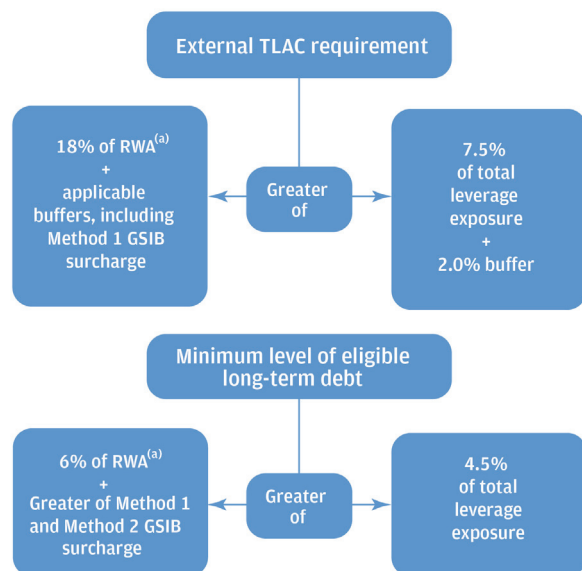 External TLAC requirement
18% of RWA(a)
+
applicable
buffers, including
Method 1 GSIB
surcharge
Greater
of
7.5%
of total
leverage
exposure
+
2.0% buffer
Minimum level of eligible
long-term debt
6% of RWA(a)
+
Greater of Method 1
and Method 2 GSIB
surcharge
Greater
of
4.5%
of total
leverage
exposure